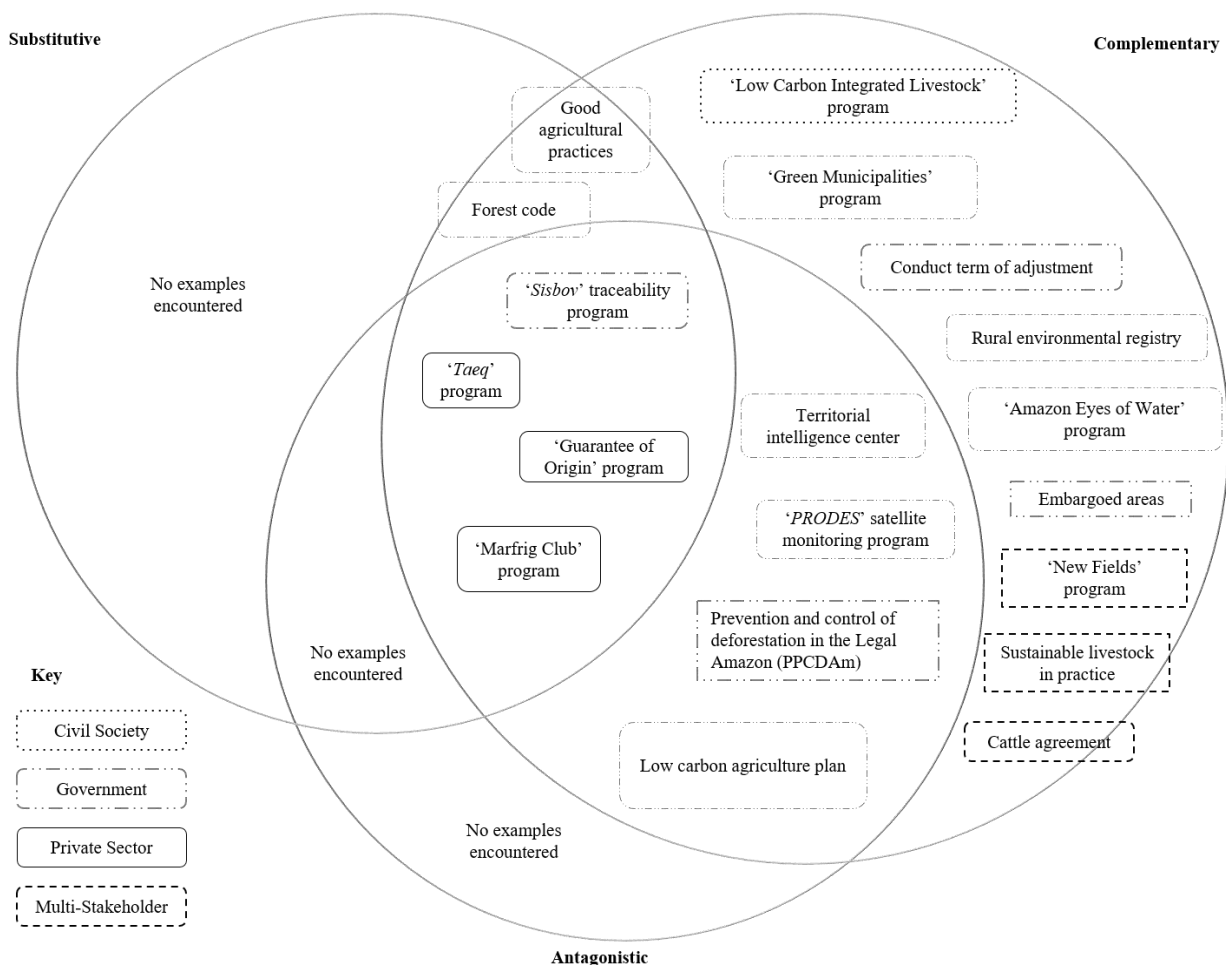 Substitutive
Complementary
‘Low Carbon Integrated Livestock’
program
Good
agricultural
practices
‘Green Municipalities’
program
Forest code
Conduct term of adjustment
No examples
encountered
‘Sisbov’ traceability
program
Rural environmental registry
‘Taeq’
program
‘Amazon Eyes of Water’
program
Territorial
intelligence center
‘Guarantee of
Origin’ program
Embargoed areas
‘PRODES’ satellite
monitoring program
‘Marfrig Club’
program
‘New Fields’
program
Prevention and control of
deforestation in the Legal
Amazon (PPCDAm)
No examples
encountered
Sustainable livestock
in practice
Cattle agreement
Low carbon agriculture plan
No examples
encountered
Antagonistic
Key
Civil Society
Government
Private Sector
Multi-Stakeholder